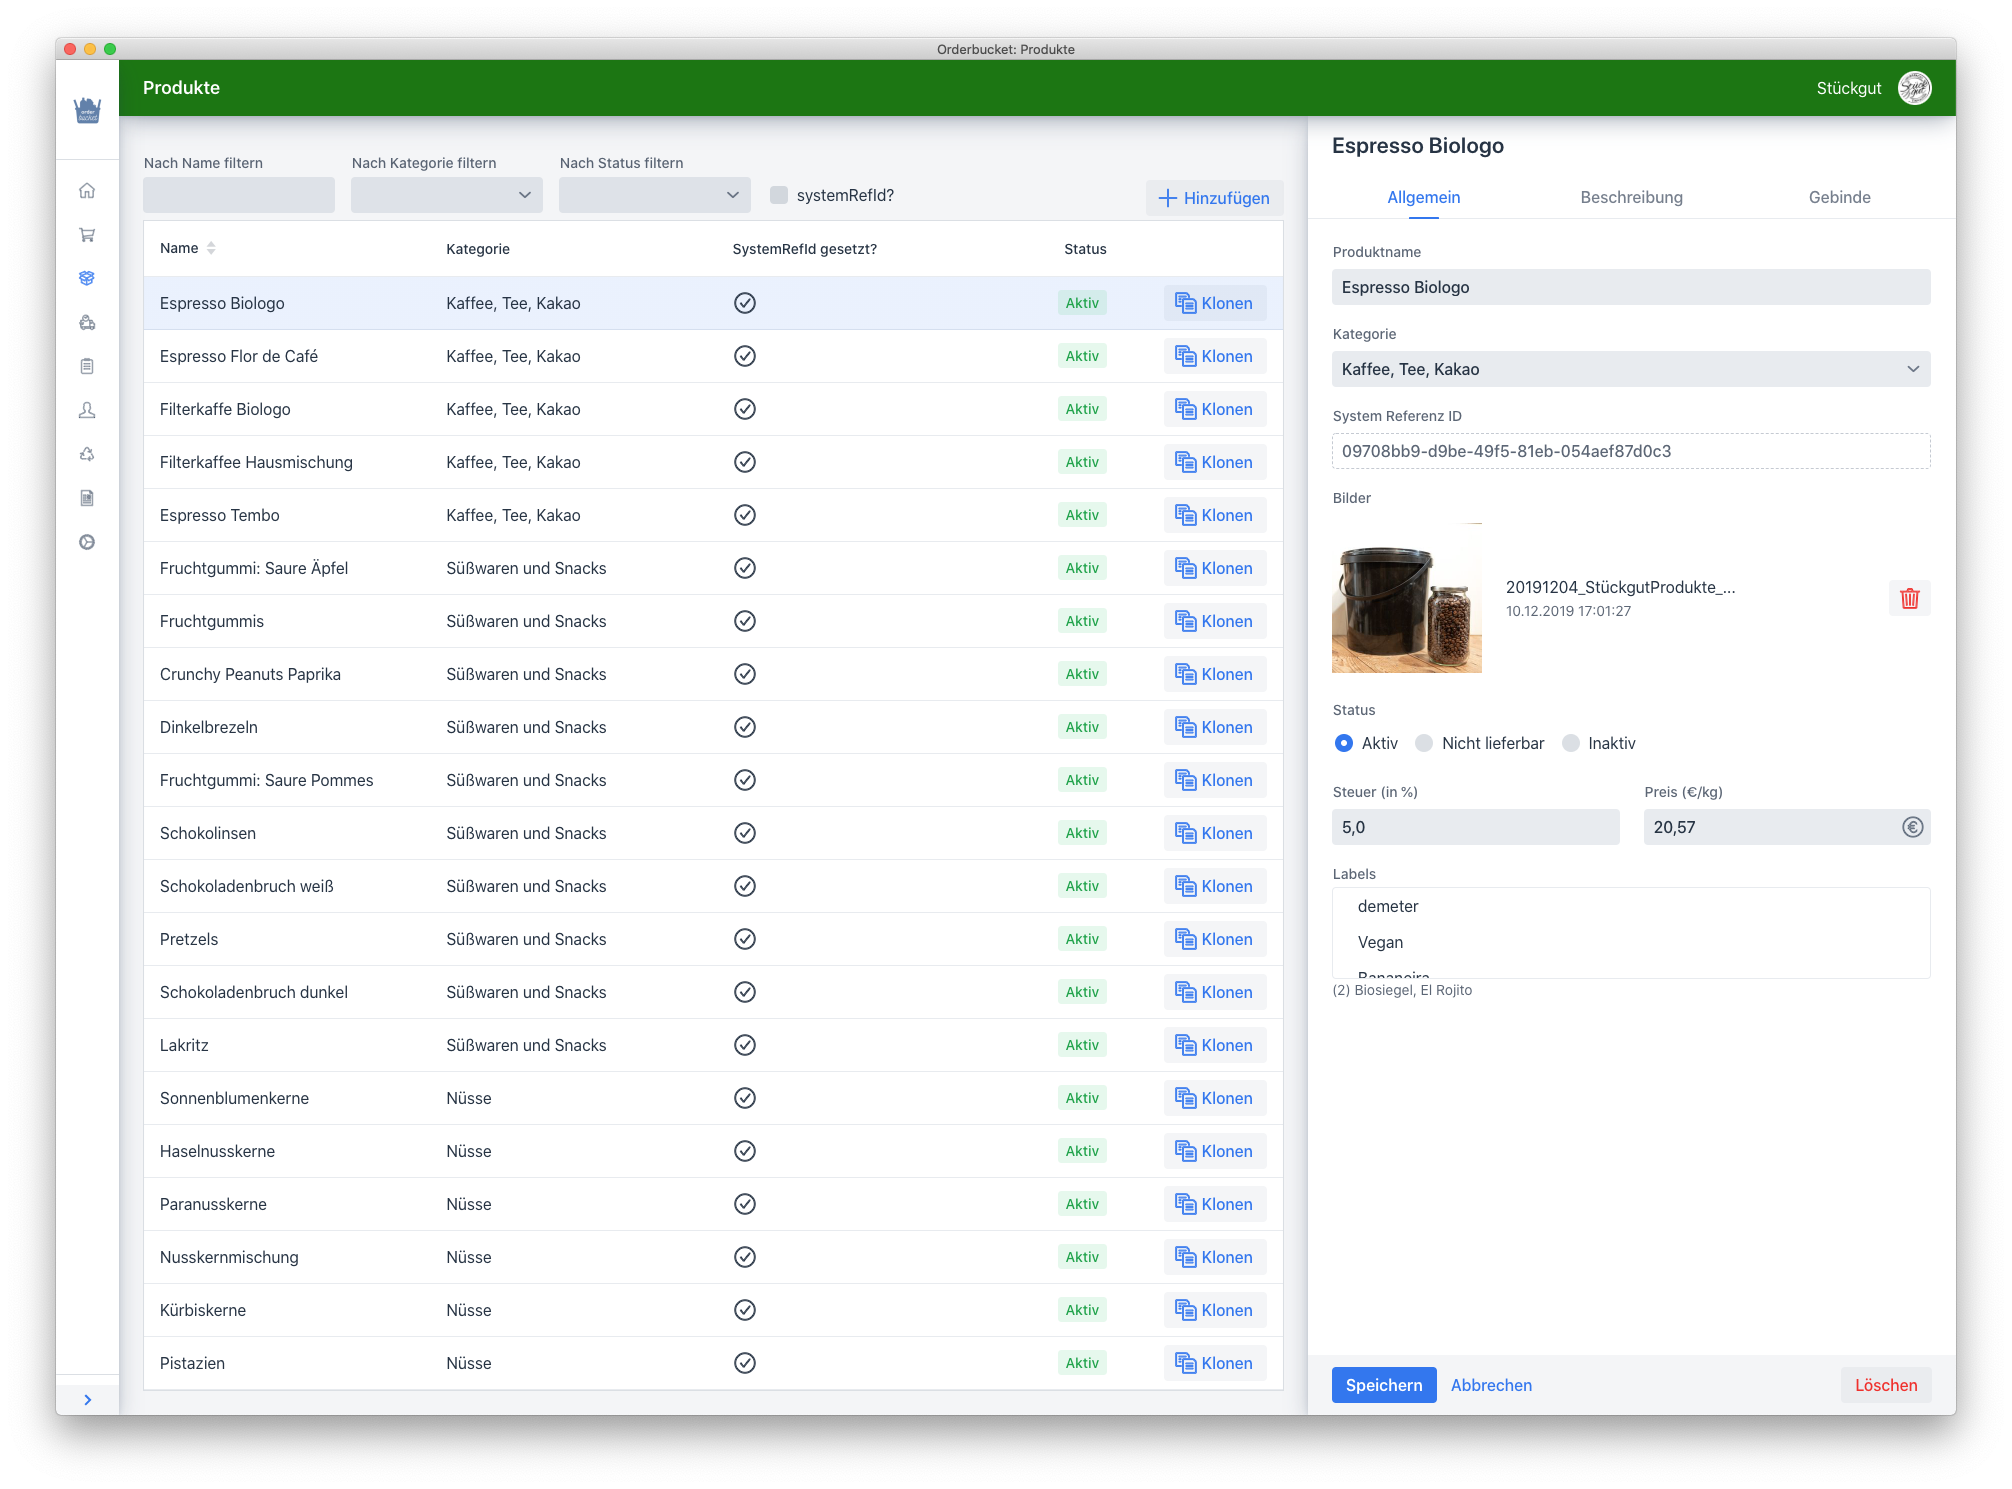 Orderbucket: Produkte
Produkte
Stückgut
order
bucket
Nach Name filtern
Nach Kategorie filtern
Nach Status filtern
systemRefId?
Hinzufügen
Name Kategorie SystemRefId gesetzt? Status
Espresso Biologo Kaffee, Tee, Kakao Aktiv Klonen
Espresso Flor de Café Kaffee, Tee, Kakao Aktiv Klonen
Filterkaffe Biologo Kaffee, Tee, Kakao Aktiv Klonen
Filterkaffee Hausmischung Kaffee, Tee, Kakao Aktiv Klonen
Espresso Tembo Kaffee, Tee, Kakao Aktiv Klonen
Fruchtgummi: Saure Äpfel Süßwaren und Snacks Aktiv Klonen
Fruchtgummis Süßwaren und Snacks Aktiv Klonen
Crunchy Peanuts Paprika Süßwaren und Snacks Aktiv Klonen
Dinkelbrezeln Süßwaren und Snacks Aktiv Klonen
Fruchtgummi: Saure Pommes Süßwaren und Snacks Aktiv Klonen
Schokolinsen Süßwaren und Snacks Aktiv Klonen
Schokoladenbruch weiß Süßwaren und Snacks Aktiv Klonen
Pretzels Süßwaren und Snacks Aktiv Klonen
Schokoladenbruch dunkel Süßwaren und Snacks Aktiv Klonen
Lakritz Süßwaren und Snacks Aktiv Klonen
Sonnenblumenkerne Nüsse Aktiv Klonen
Haselnusskerne Nüsse Aktiv Klonen
Paranusskerne Nüsse Aktiv Klonen
Nusskernmischung Nüsse Aktiv Klonen
Kürbiskerne Nüsse Aktiv Klonen
Pistazien Nüsse Aktiv Klonen
Espresso Biologo
Allgemein Beschreibung Gebinde
Produktname
Espresso Biologo
Kategorie
Kaffee, Tee, Kakao
System Referenz ID
09708bb9-d9be-49f5-81eb-054aef87d0c3
Bilder
20191204_StückgutProdukte_...
10.12.2019 17:01:27
Status
Aktiv Nicht lieferbar Inaktiv
Steuer (in %) Preis (€/kg)
5,0 20,57 €
Labels
demeter
Vegan
Bananeira
(2) Biosiegel, El Rojito
Speichern Abbrechen Löschen